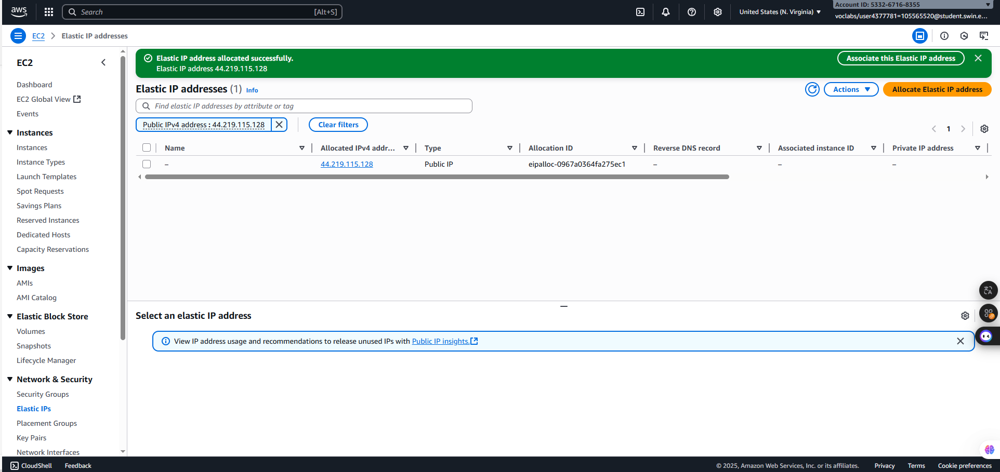 aws
Search
[Alt+S]
United States (N. Virginia)
Account ID: 5332-6716-8355
voclabs/user4377781=105565520@student.swin.e...
EC2
Elastic IP addresses
EC2
Dashboard
EC2 Global View
Events
Instances
Instances
Instance Types
Launch Templates
Spot Requests
Savings Plans
Reserved Instances
Dedicated Hosts
Capacity Reservations
Images
AMIs
AMI Catalog
Elastic Block Store
Volumes
Snapshots
Lifecycle Manager
Network & Security
Security Groups
Elastic IPs
Placement Groups
Key Pairs
Network Interfaces
Elastic IP address allocated successfully.
Elastic IP address 44.219.115.128
Associate this Elastic IP address
Elastic IP addresses (1) Info
Actions
Allocate Elastic IP address
Find elastic IP addresses by attribute or tag
Public IPv4 address : 44.219.115.128
Clear filters
1
Name Allocated IPv4 addr... Type Allocation ID Reverse DNS record Associated instance ID Private IP address
– 44.219.115.128 Public IP eipalloc-0967a0364fa275ec1 – – –
Select an elastic IP address
View IP address usage and recommendations to release unused IPs with Public IP insights.
CloudShell
Feedback
© 2025, Amazon Web Services, Inc. or its affiliates.
Privacy
Terms
Cookie preferences